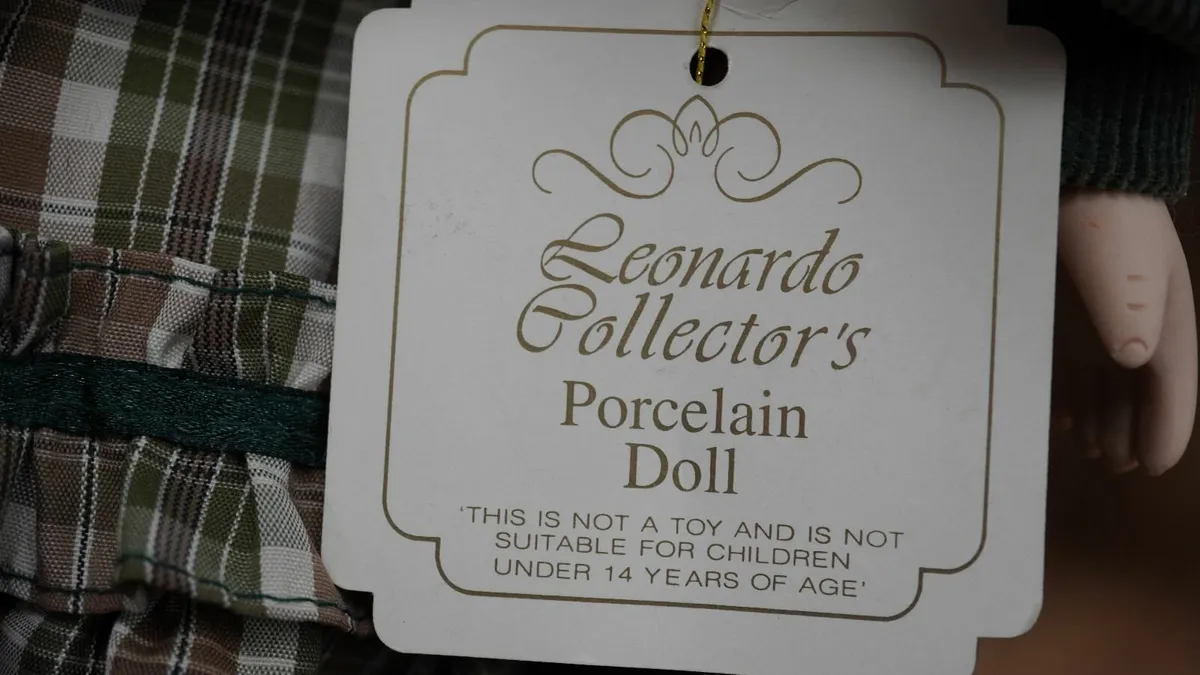 Leonardo
Collector's
Porcelain
Doll
'THIS IS NOT A TOY AND IS NOT
SUITABLE FOR CHILDREN
UNDER 14 YEARS OF AGE'